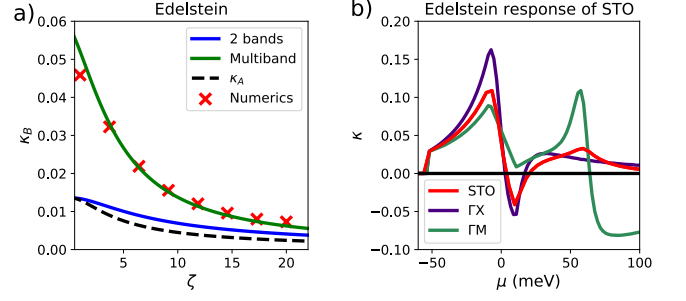 a)
Edelstein
0.06
0.05
0.04
0.03
0.02
0.01
0.00
κ_B
5
10
15
20
ζ
2 bands
Multiband
κ_A
Numerics
b)
Edelstein response of STO
0.20
0.15
0.10
0.05
0.00
−0.05
−0.10
κ
−50
0
50
100
μ (meV)
STO
ΓX
ΓM